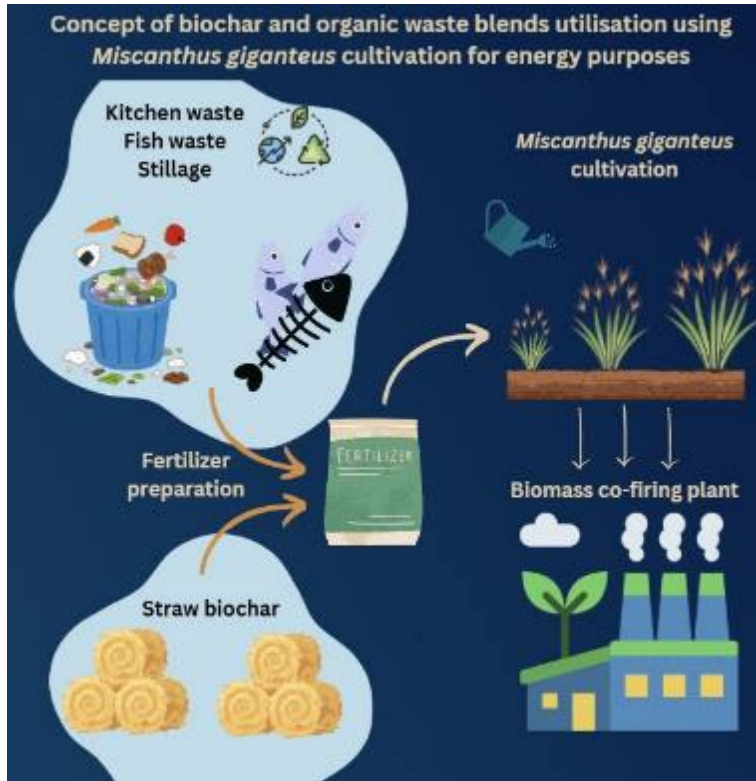 Concept of biochar and organic waste blends utilisation using
Miscanthus giganteus cultivation for energy purposes
Kitchen waste
Fish waste
Stillage
Miscanthus giganteus
cultivation
Fertilizer
preparation
FERTILIZER
Biomass co-firing plant
Straw biochar